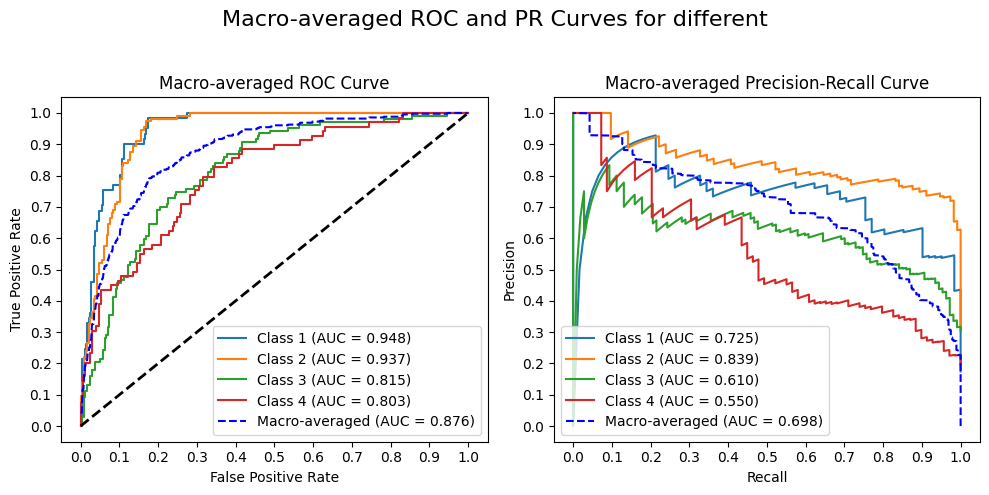 Macro-averaged ROC and PR Curves for different
Macro-averaged ROC Curve
True Positive Rate
1.0
0.9
0.8
0.7
0.6
0.5
0.4
0.3
0.2
0.1
0.0
Class 1 (AUC = 0.948)
Class 2 (AUC = 0.937)
Class 3 (AUC = 0.815)
Class 4 (AUC = 0.803)
Macro-averaged (AUC = 0.876)
0.0 0.1 0.2 0.3 0.4 0.5 0.6 0.7 0.8 0.9 1.0
False Positive Rate
Macro-averaged Precision-Recall Curve
Precision
1.0
0.9
0.8
0.7
0.6
0.5
0.4
0.3
0.2
0.1
0.0
Class 1 (AUC = 0.725)
Class 2 (AUC = 0.839)
Class 3 (AUC = 0.610)
Class 4 (AUC = 0.550)
Macro-averaged (AUC = 0.698)
0.0 0.1 0.2 0.3 0.4 0.5 0.6 0.7 0.8 0.9 1.0
Recall